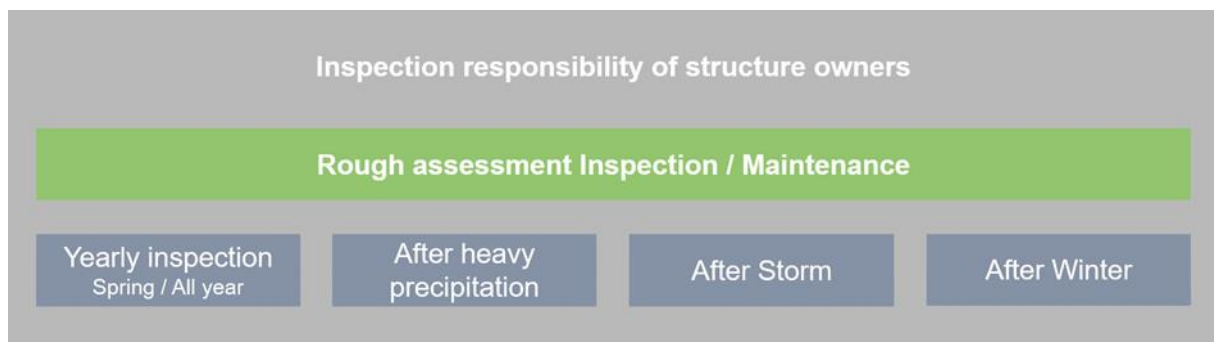 Inspection responsibility of structure owners
Rough assessment Inspection / Maintenance
Yearly inspection
Spring / All year
After heavy
precipitation
After Storm
After Winter